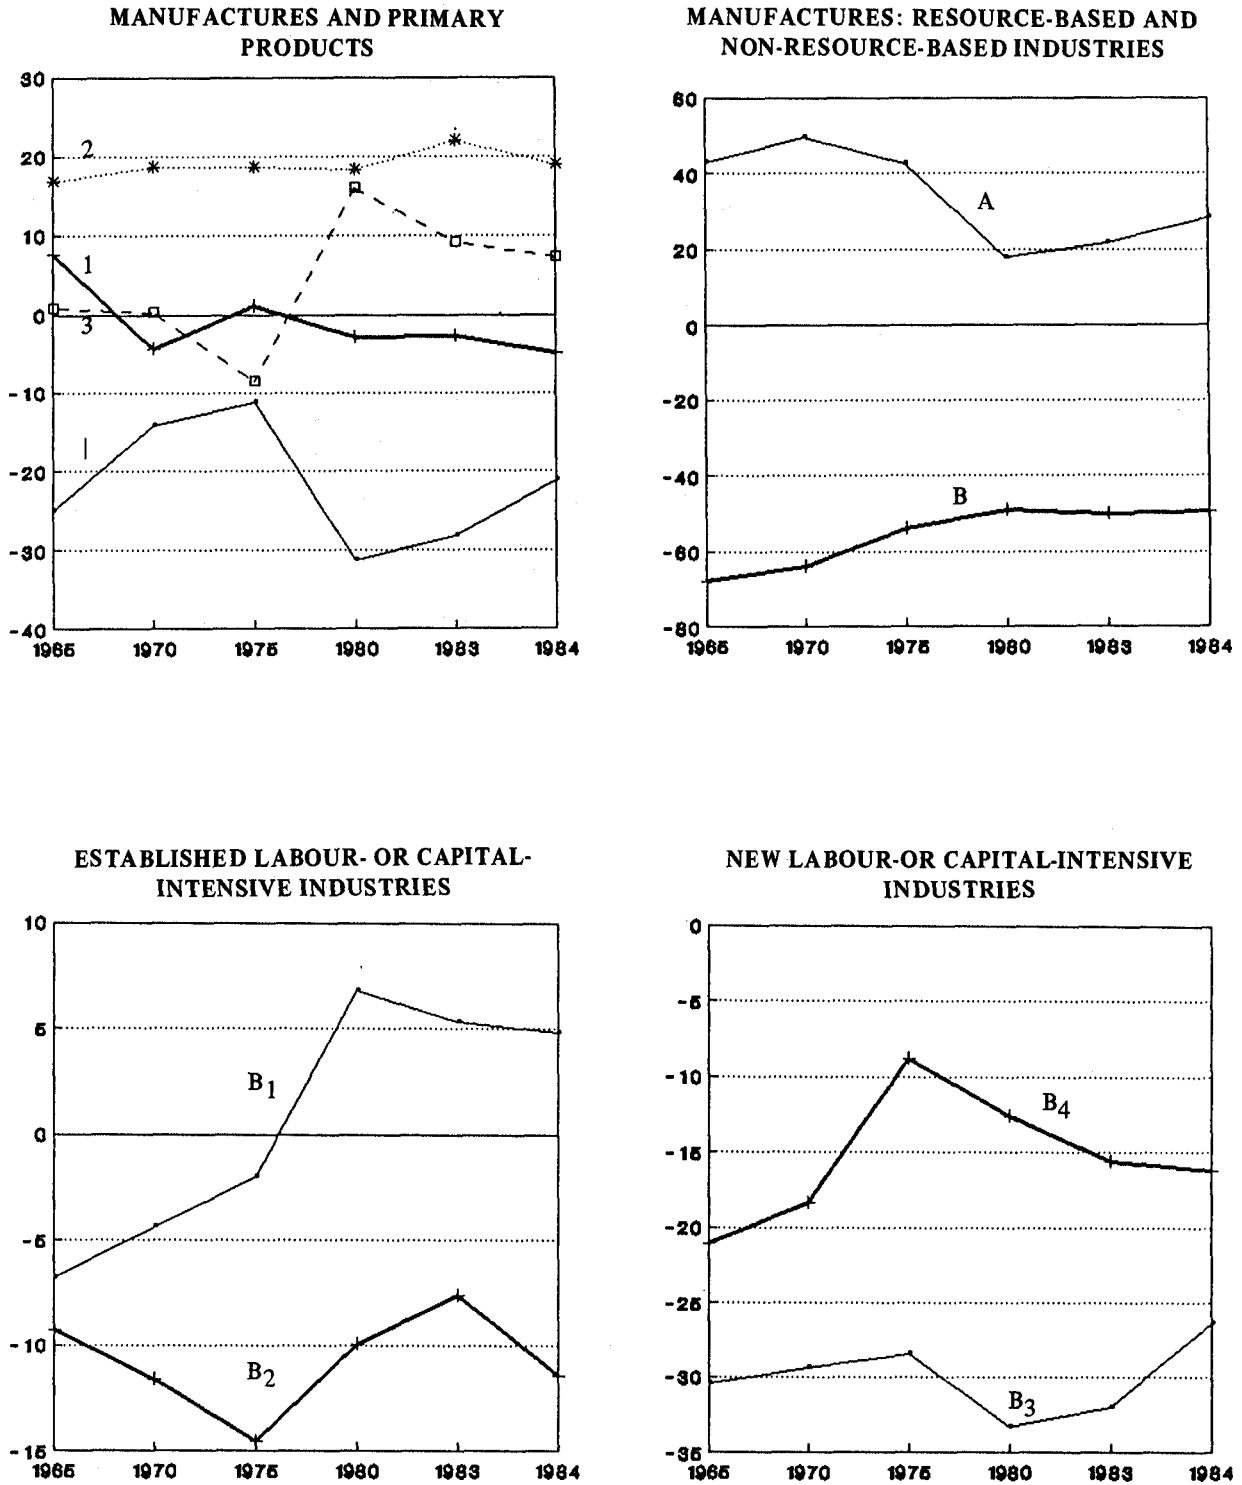 MANUFACTURES AND PRIMARY
PRODUCTS
30
20
10
0
-10
-20
-30
-40
2
1
3
|
1965 1970 1975 1980 1983 1984
MANUFACTURES: RESOURCE-BASED AND
NON-RESOURCE-BASED INDUSTRIES
60
40
20
0
-20
-40
-60
-80
A
B
1965 1970 1975 1980 1983 1984
ESTABLISHED LABOUR- OR CAPITAL-
INTENSIVE INDUSTRIES
10
5
0
-5
-10
-15
B1
B2
1965 1970 1975 1980 1983 1984
NEW LABOUR-OR CAPITAL-INTENSIVE
INDUSTRIES
0
-5
-10
-15
-20
-25
-30
-35
B4
B3
1965 1970 1975 1980 1983 1984